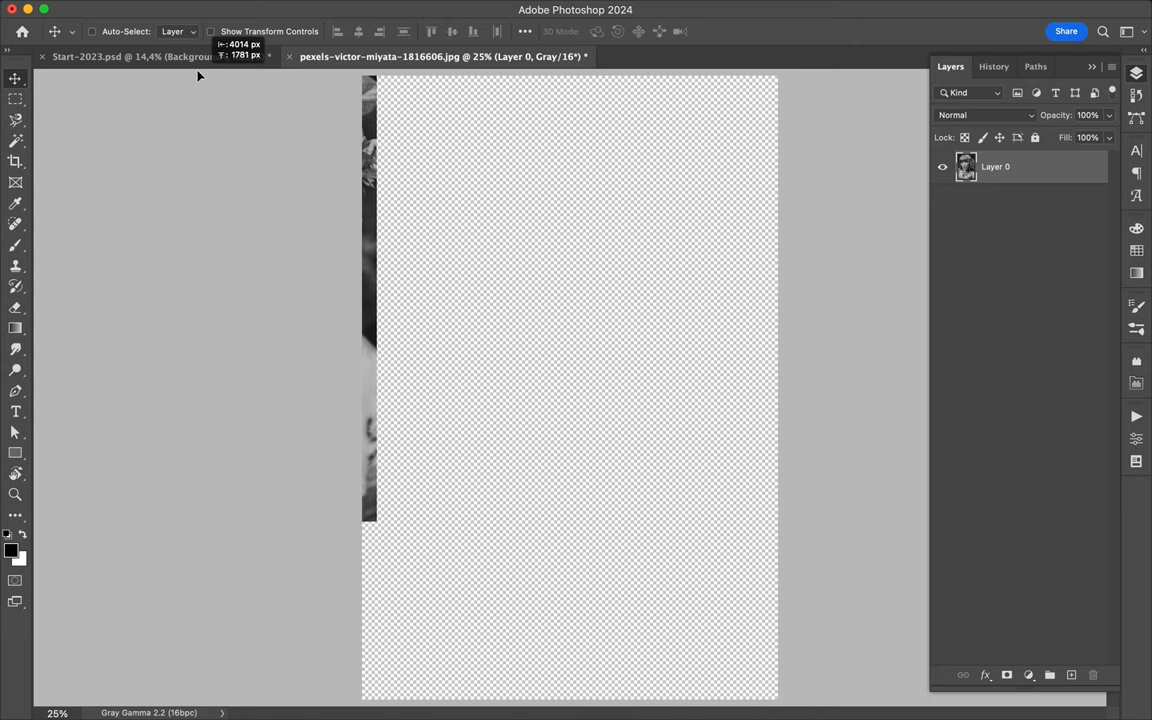 Adobe Photoshop 2024
Auto-Select: Layer Show Transform Controls 3D Mode: Share
4014 px
1781 px
Start-2023.psd @ 14,4% (Backgrou * pexels-victor-miyata-1816606.jpg @ 25% (Layer 0, Gray/16*) *
Layers History Paths
Kind
Normal Opacity: 100%
Lock: Fill: 100%
Layer 0
fx
25% Gray Gamma 2.2 (16bpc)